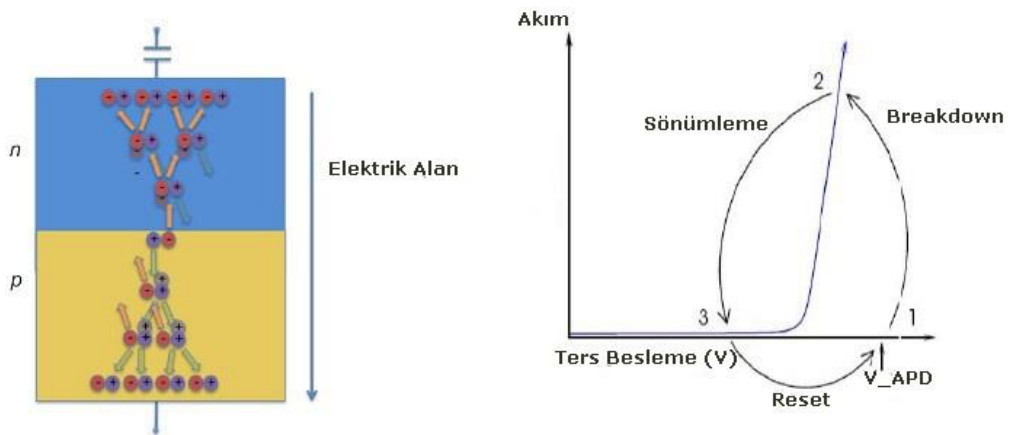 n
p
Elektrik Alan
Akım
2
Sönümleme
Breakdown
3
1
Ters Besleme (V)
V_APD
Reset